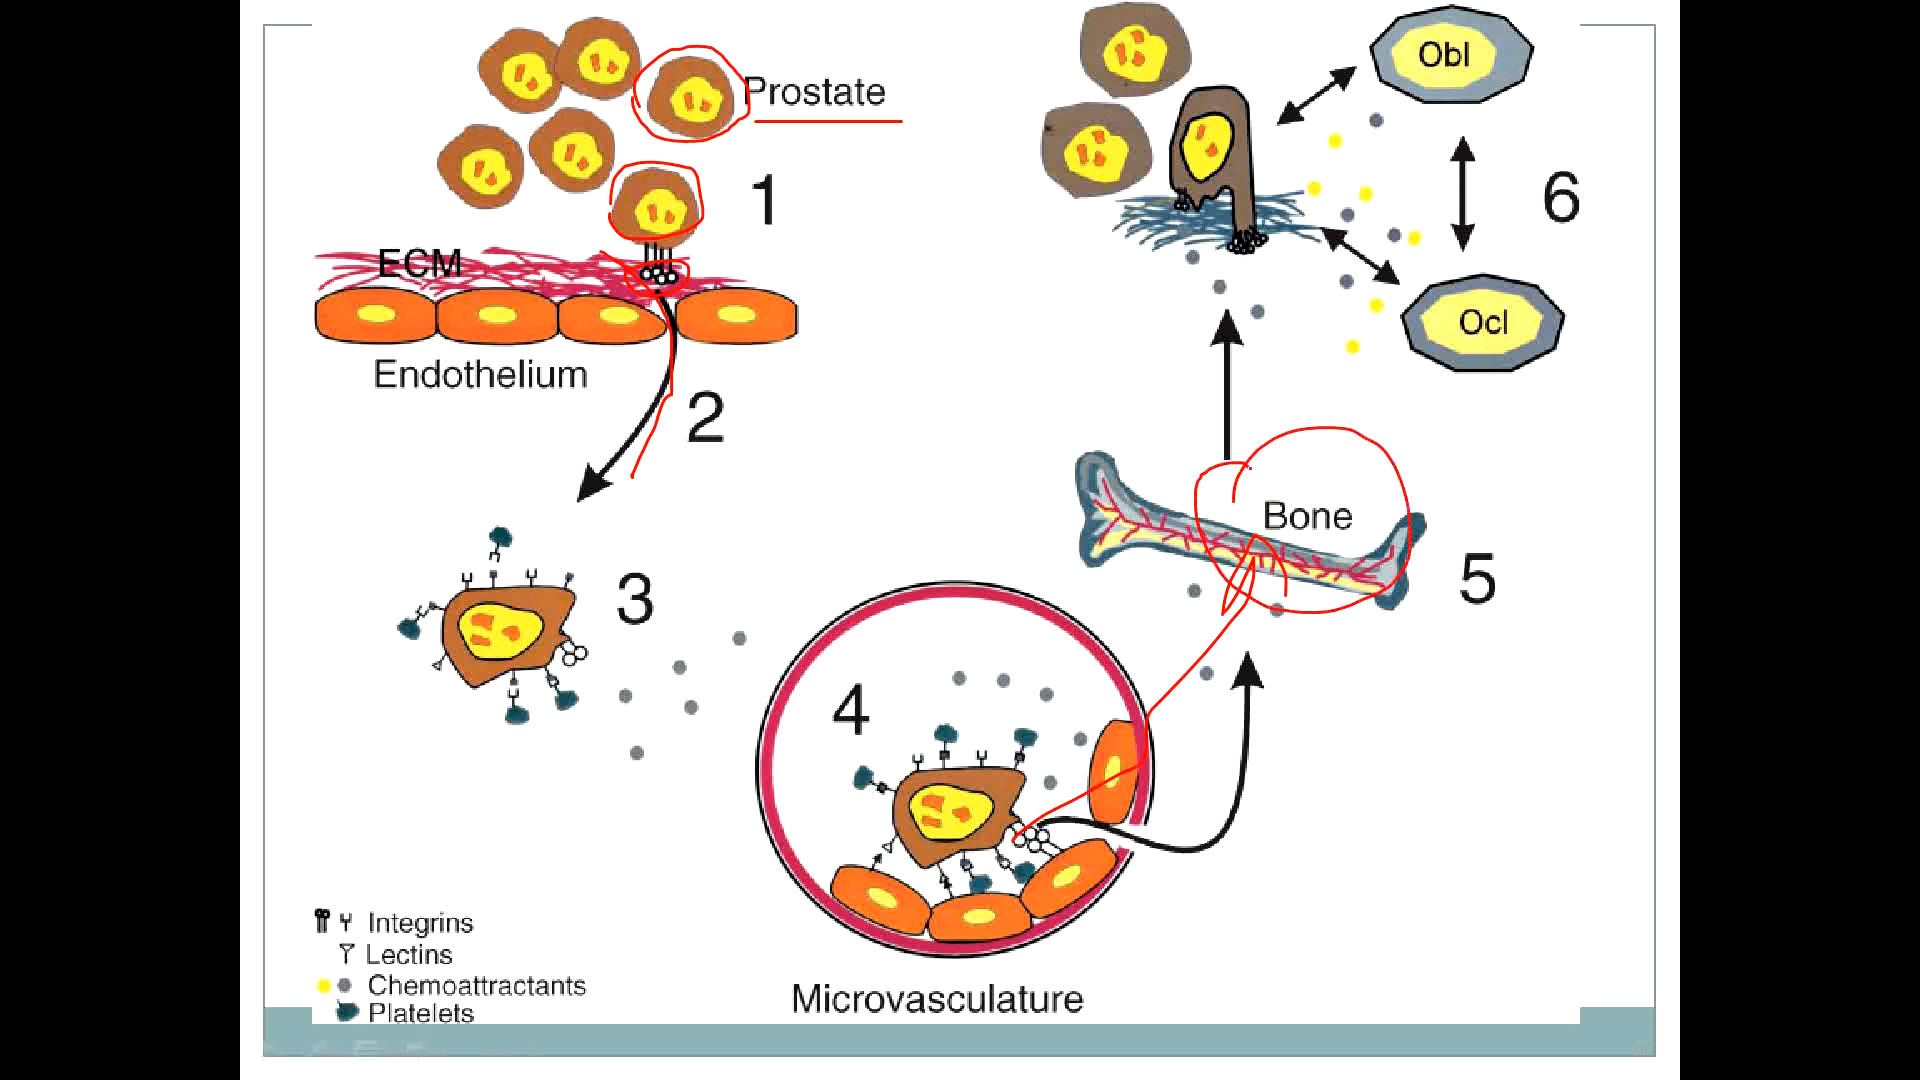 Prostate
1
ECM
Endothelium
2
3
4
Microvasculature
Bone
5
Obl
6
Ocl
Integrins
Lectins
Chemoattractants
Platelets